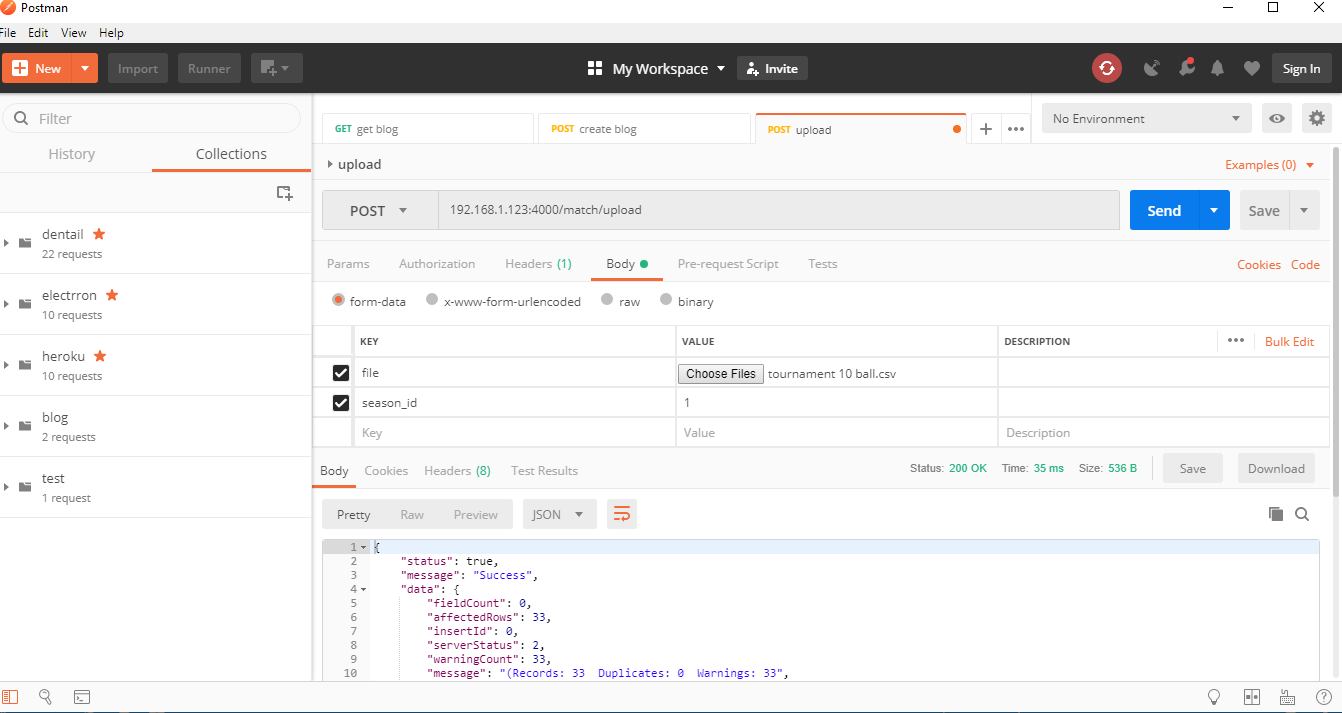 Postman
File Edit View Help
New Import Runner My Workspace Invite Sign In
Filter
History Collections
dentail
22 requests
electrron
10 requests
heroku
10 requests
blog
2 requests
test
1 request
GET get blog POST create blog POST upload No Environment
upload Examples (0)
POST 192.168.1.123:4000/match/upload Send Save
Params Authorization Headers (1) Body Pre-request Script Tests Cookies Code
form-data x-www-form-urlencoded raw binary
KEY VALUE DESCRIPTION Bulk Edit
file Choose Files tournament 10 ball.csv
season_id 1
Key Value Description
Body Cookies Headers (8) Test Results Status: 200 OK Time: 35 ms Size: 536 B Save Download
Pretty Raw Preview JSON
1 {
2 "status": true,
3 "message": "Success",
4 "data": {
5 "fieldCount": 0,
6 "affectedRows": 33,
7 "insertId": 0,
8 "serverStatus": 2,
9 "warningCount": 33,
10 "message": "(Records: 33  Duplicates: 0  Warnings: 33",